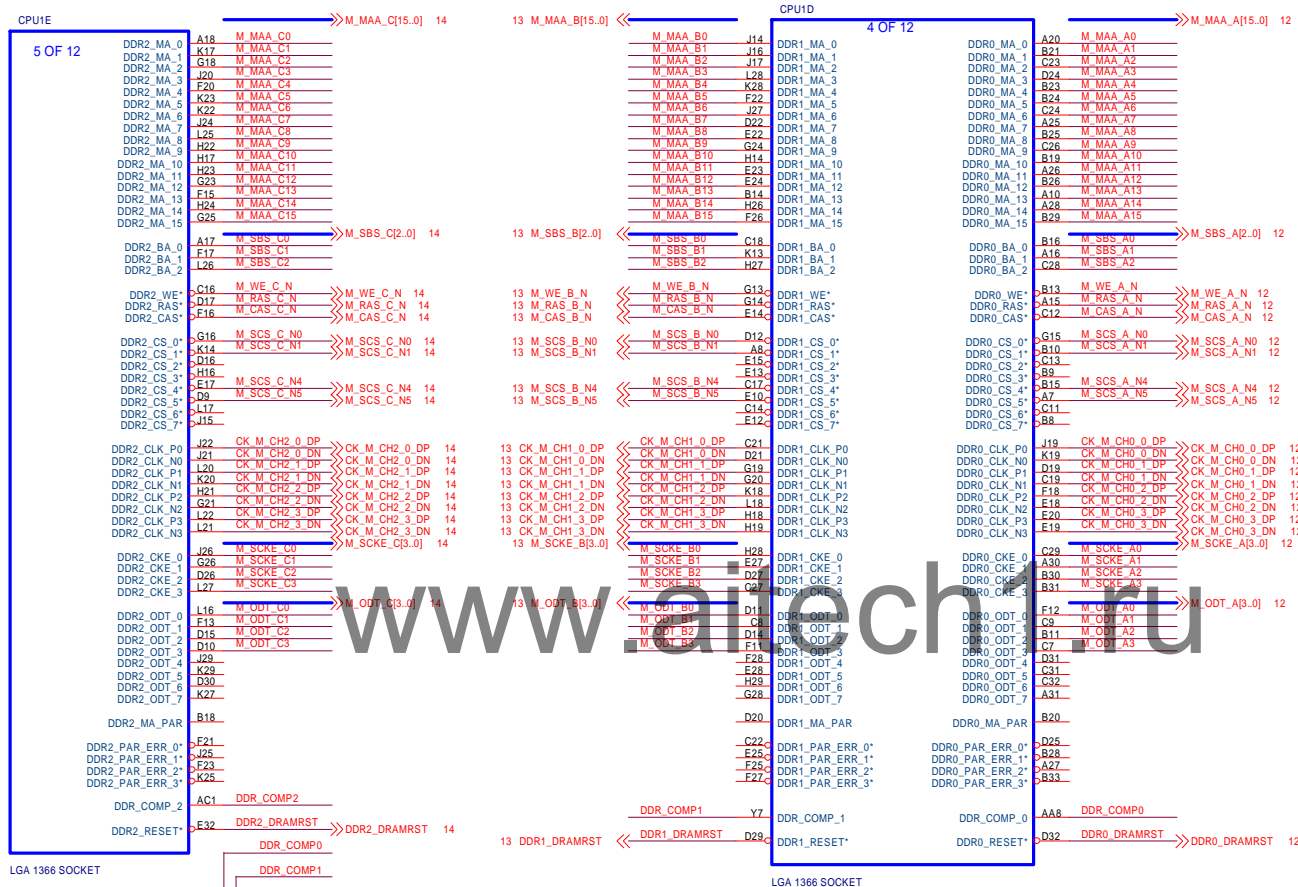 CPU1E
5 OF 12
M_MAA_C[15..0] 14
DDR2_MA_0 A18 M_MAA_C0
DDR2_MA_1 K17 M_MAA_C1
DDR2_MA_2 G18 M_MAA_C2
DDR2_MA_3 J20 M_MAA_C3
DDR2_MA_4 F20 M_MAA_C4
DDR2_MA_5 K23 M_MAA_C5
DDR2_MA_6 K22 M_MAA_C6
DDR2_MA_7 J24 M_MAA_C7
DDR2_MA_8 L25 M_MAA_C8
DDR2_MA_9 H22 M_MAA_C9
DDR2_MA_10 H17 M_MAA_C10
DDR2_MA_11 H23 M_MAA_C11
DDR2_MA_12 G23 M_MAA_C12
DDR2_MA_13 F15 M_MAA_C13
DDR2_MA_14 H24 M_MAA_C14
DDR2_MA_15 G25 M_MAA_C15
M_SBS_C[2..0] 14
DDR2_BA_0 A17 M_SBS_C0
DDR2_BA_1 F17 M_SBS_C1
DDR2_BA_2 L26 M_SBS_C2
DDR2_WE* C16 M_WE_C_N M_WE_C_N 14
DDR2_RAS* D17 M_RAS_C_N M_RAS_C_N 14
DDR2_CAS* F16 M_CAS_C_N M_CAS_C_N 14
DDR2_CS_0* G16 M_SCS_C_N0 M_SCS_C_N0 14
DDR2_CS_1* K14 M_SCS_C_N1 M_SCS_C_N1 14
DDR2_CS_2* D16
DDR2_CS_3* H16
DDR2_CS_4* E17 M_SCS_C_N4 M_SCS_C_N4 14
DDR2_CS_5* D9 M_SCS_C_N5 M_SCS_C_N5 14
DDR2_CS_6* L17
DDR2_CS_7* J15
DDR2_CLK_P0 J22 CK_M_CH2_0_DP CK_M_CH2_0_DP 14
DDR2_CLK_N0 J21 CK_M_CH2_0_DN CK_M_CH2_0_DN 14
DDR2_CLK_P1 L20 CK_M_CH2_1_DP CK_M_CH2_1_DP 14
DDR2_CLK_N1 K20 CK_M_CH2_1_DN CK_M_CH2_1_DN 14
DDR2_CLK_P2 H21 CK_M_CH2_2_DP CK_M_CH2_2_DP 14
DDR2_CLK_N2 G21 CK_M_CH2_2_DN CK_M_CH2_2_DN 14
DDR2_CLK_P3 L22 CK_M_CH2_3_DP CK_M_CH2_3_DP 14
DDR2_CLK_N3 L21 CK_M_CH2_3_DN CK_M_CH2_3_DN 14
M_SCKE_C[3..0] 14
DDR2_CKE_0 J26 M_SCKE_C0
DDR2_CKE_1 G26 M_SCKE_C1
DDR2_CKE_2 D26 M_SCKE_C2
DDR2_CKE_3 L27 M_SCKE_C3
M_ODT_C[3..0] 14
DDR2_ODT_0 L16 M_ODT_C0
DDR2_ODT_1 F13 M_ODT_C1
DDR2_ODT_2 D15 M_ODT_C2
DDR2_ODT_3 D10 M_ODT_C3
DDR2_ODT_4 J29
DDR2_ODT_5 K29
DDR2_ODT_6 D30
DDR2_ODT_7 K27
DDR2_MA_PAR B18
DDR2_PAR_ERR_0* F21
DDR2_PAR_ERR_1* J25
DDR2_PAR_ERR_2* F23
DDR2_PAR_ERR_3* K25
DDR_COMP_2 AC1 DDR_COMP2
DDR2_RESET* E32 DDR2_DRAMRST DDR2_DRAMRST 14
DDR_COMP0
DDR_COMP1
LGA 1366 SOCKET
CPU1D
4 OF 12
13 M_MAA_B[15..0]
M_MAA_B0 J14 DDR1_MA_0
M_MAA_B1 J16 DDR1_MA_1
M_MAA_B2 J17 DDR1_MA_2
M_MAA_B3 L28 DDR1_MA_3
M_MAA_B4 K28 DDR1_MA_4
M_MAA_B5 F22 DDR1_MA_5
M_MAA_B6 J27 DDR1_MA_6
M_MAA_B7 D22 DDR1_MA_7
M_MAA_B8 E22 DDR1_MA_8
M_MAA_B9 G24 DDR1_MA_9
M_MAA_B10 H14 DDR1_MA_10
M_MAA_B11 E23 DDR1_MA_11
M_MAA_B12 E24 DDR1_MA_12
M_MAA_B13 B14 DDR1_MA_13
M_MAA_B14 H26 DDR1_MA_14
M_MAA_B15 F26 DDR1_MA_15
13 M_SBS_B[2..0]
M_SBS_B0 C18 DDR1_BA_0
M_SBS_B1 K13 DDR1_BA_1
M_SBS_B2 H27 DDR1_BA_2
13 M_WE_B_N M_WE_B_N G13 DDR1_WE*
13 M_RAS_B_N M_RAS_B_N G14 DDR1_RAS*
13 M_CAS_B_N M_CAS_B_N E14 DDR1_CAS*
13 M_SCS_B_N0 M_SCS_B_N0 D12 DDR1_CS_0*
13 M_SCS_B_N1 M_SCS_B_N1 A8 DDR1_CS_1*
E15 DDR1_CS_2*
E13 DDR1_CS_3*
13 M_SCS_B_N4 M_SCS_B_N4 C17 DDR1_CS_4*
13 M_SCS_B_N5 M_SCS_B_N5 E10 DDR1_CS_5*
C14 DDR1_CS_6*
E12 DDR1_CS_7*
13 CK_M_CH1_0_DP CK_M_CH1_0_DP C21 DDR1_CLK_P0
13 CK_M_CH1_0_DN CK_M_CH1_0_DN D21 DDR1_CLK_N0
13 CK_M_CH1_1_DP CK_M_CH1_1_DP G19 DDR1_CLK_P1
13 CK_M_CH1_1_DN CK_M_CH1_1_DN G20 DDR1_CLK_N1
13 CK_M_CH1_2_DP CK_M_CH1_2_DP K18 DDR1_CLK_P2
13 CK_M_CH1_2_DN CK_M_CH1_2_DN L18 DDR1_CLK_N2
13 CK_M_CH1_3_DP CK_M_CH1_3_DP H18 DDR1_CLK_P3
13 CK_M_CH1_3_DN CK_M_CH1_3_DN H19 DDR1_CLK_N3
13 M_SCKE_B[3..0]
M_SCKE_B0 H28 DDR1_CKE_0
M_SCKE_B1 E27 DDR1_CKE_1
M_SCKE_B2 D27 DDR1_CKE_2
M_SCKE_B3 C27 DDR1_CKE_3
13 M_ODT_B[3..0]
M_ODT_B0 D11 DDR1_ODT_0
M_ODT_B1 C8 DDR1_ODT_1
M_ODT_B2 D14 DDR1_ODT_2
M_ODT_B3 F11 DDR1_ODT_3
F28 DDR1_ODT_4
E28 DDR1_ODT_5
H29 DDR1_ODT_6
G28 DDR1_ODT_7
D20 DDR1_MA_PAR
C22 DDR1_PAR_ERR_0*
E25 DDR1_PAR_ERR_1*
F25 DDR1_PAR_ERR_2*
F27 DDR1_PAR_ERR_3*
DDR_COMP1 Y7 DDR_COMP_1
13 DDR1_DRAMRST DDR1_DRAMRST D29 DDR1_RESET*
M_MAA_A[15..0] 12
DDR0_MA_0 A20 M_MAA_A0
DDR0_MA_1 B21 M_MAA_A1
DDR0_MA_2 C23 M_MAA_A2
DDR0_MA_3 D24 M_MAA_A3
DDR0_MA_4 B23 M_MAA_A4
DDR0_MA_5 B24 M_MAA_A5
DDR0_MA_6 C24 M_MAA_A6
DDR0_MA_7 A25 M_MAA_A7
DDR0_MA_8 B25 M_MAA_A8
DDR0_MA_9 C26 M_MAA_A9
DDR0_MA_10 B19 M_MAA_A10
DDR0_MA_11 A26 M_MAA_A11
DDR0_MA_12 B26 M_MAA_A12
DDR0_MA_13 A10 M_MAA_A13
DDR0_MA_14 A28 M_MAA_A14
DDR0_MA_15 B29 M_MAA_A15
M_SBS_A[2..0] 12
DDR0_BA_0 B16 M_SBS_A0
DDR0_BA_1 A16 M_SBS_A1
DDR0_BA_2 C28 M_SBS_A2
DDR0_WE* B13 M_WE_A_N M_WE_A_N 12
DDR0_RAS* A15 M_RAS_A_N M_RAS_A_N 12
DDR0_CAS* C12 M_CAS_A_N M_CAS_A_N 12
DDR0_CS_0* G15 M_SCS_A_N0 M_SCS_A_N0 12
DDR0_CS_1* B10 M_SCS_A_N1 M_SCS_A_N1 12
DDR0_CS_2* C13
DDR0_CS_3* B9
DDR0_CS_4* B15 M_SCS_A_N4 M_SCS_A_N4 12
DDR0_CS_5* A7 M_SCS_A_N5 M_SCS_A_N5 12
DDR0_CS_6* C11
DDR0_CS_7* B8
DDR0_CLK_P0 J19 CK_M_CH0_0_DP CK_M_CH0_0_DP 12
DDR0_CLK_N0 K19 CK_M_CH0_0_DN CK_M_CH0_0_DN 12
DDR0_CLK_P1 D19 CK_M_CH0_1_DP CK_M_CH0_1_DP 12
DDR0_CLK_N1 C19 CK_M_CH0_1_DN CK_M_CH0_1_DN 12
DDR0_CLK_P2 F18 CK_M_CH0_2_DP CK_M_CH0_2_DP 12
DDR0_CLK_N2 E18 CK_M_CH0_2_DN CK_M_CH0_2_DN 12
DDR0_CLK_P3 E20 CK_M_CH0_3_DP CK_M_CH0_3_DP 12
DDR0_CLK_N3 E19 CK_M_CH0_3_DN CK_M_CH0_3_DN 12
M_SCKE_A[3..0] 12
DDR0_CKE_0 C29 M_SCKE_A0
DDR0_CKE_1 A30 M_SCKE_A1
DDR0_CKE_2 B30 M_SCKE_A2
DDR0_CKE_3 B31 M_SCKE_A3
M_ODT_A[3..0] 12
DDR0_ODT_0 F12 M_ODT_A0
DDR0_ODT_1 C9 M_ODT_A1
DDR0_ODT_2 B11 M_ODT_A2
DDR0_ODT_3 C7 M_ODT_A3
DDR0_ODT_4 D31
DDR0_ODT_5 C31
DDR0_ODT_6 C32
DDR0_ODT_7 A31
DDR0_MA_PAR B20
DDR0_PAR_ERR_0* D25
DDR0_PAR_ERR_1* B28
DDR0_PAR_ERR_2* A27
DDR0_PAR_ERR_3* B33
DDR_COMP_0 AA8 DDR_COMP0
DDR0_RESET* D32 DDR0_DRAMRST DDR0_DRAMRST 12
LGA 1366 SOCKET
www.aitech1.ru